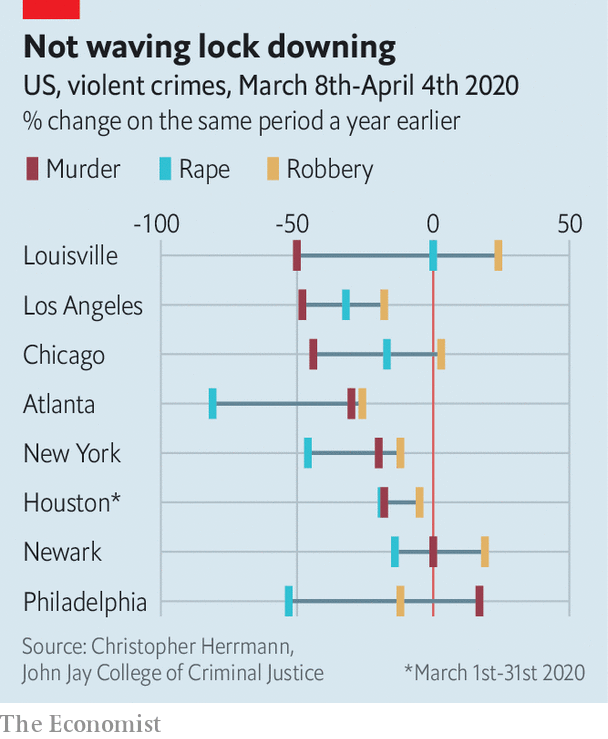 Not waving lock downing
US, violent crimes, March 8th-April 4th 2020
% change on the same period a year earlier
Murder Rape Robbery
-100 -50 0 50
Louisville
Los Angeles
Chicago
Atlanta
New York
Houston*
Newark
Philadelphia
Source: Christopher Herrmann,
John Jay College of Criminal Justice *March 1st-31st 2020
The Economist